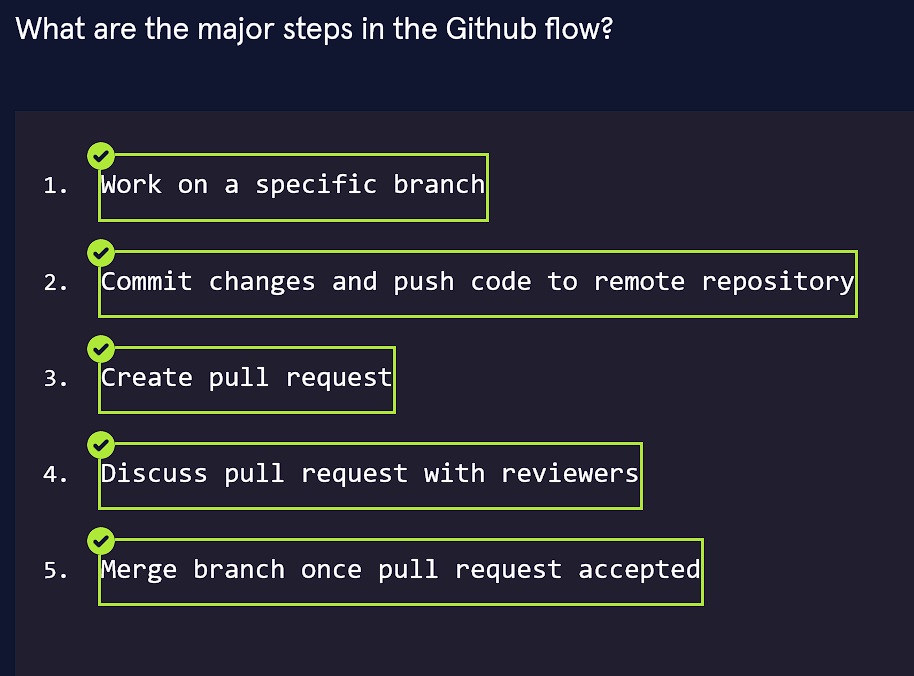 What are the major steps in the Github flow?
1. Work on a specific branch
2. Commit changes and push code to remote repository
3. Create pull request
4. Discuss pull request with reviewers
5. Merge branch once pull request accepted